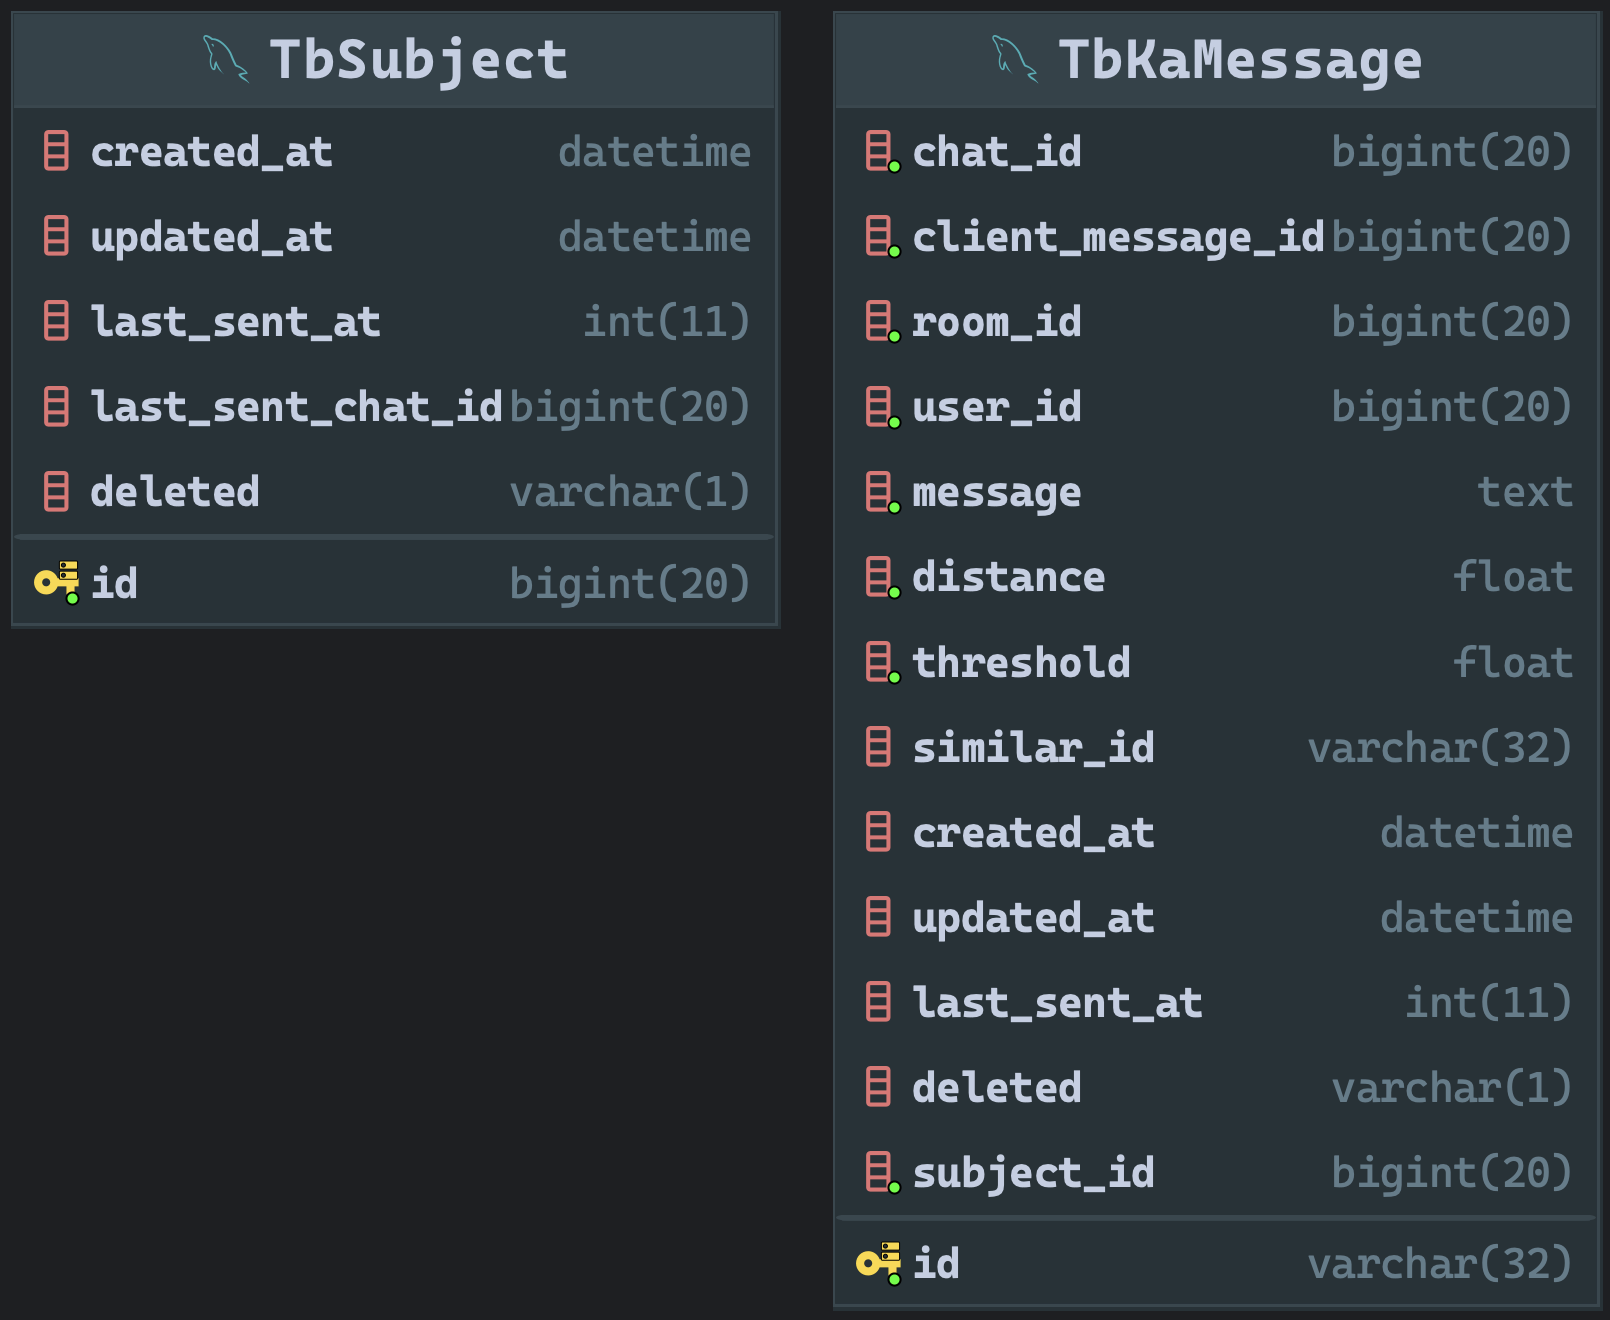 TbSubject
created_at datetime
updated_at datetime
last_sent_at int(11)
last_sent_chat_id bigint(20)
deleted varchar(1)
id bigint(20)
TbKaMessage
chat_id bigint(20)
client_message_id bigint(20)
room_id bigint(20)
user_id bigint(20)
message text
distance float
threshold float
similar_id varchar(32)
created_at datetime
updated_at datetime
last_sent_at int(11)
deleted varchar(1)
subject_id bigint(20)
id varchar(32)